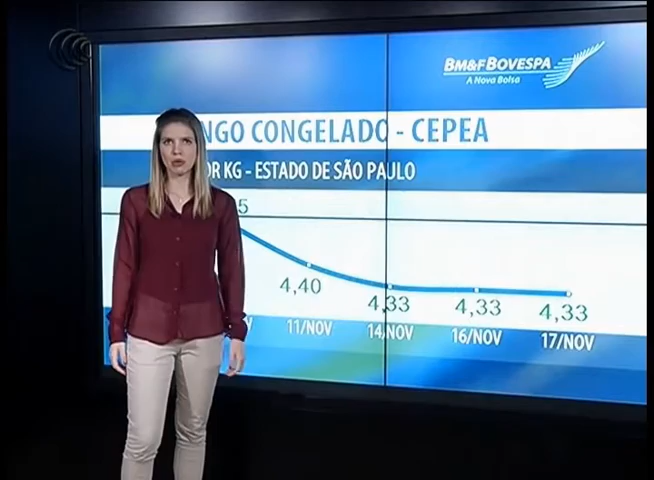 BM&FBOVESPA
A Nova Bolsa
NGO CONGELADO - CEPEA
OR KG - ESTADO DE SÃO PAULO
5
4,40
4,33
4,33
4,33
11/NOV
14/NOV
16/NOV
17/NOV